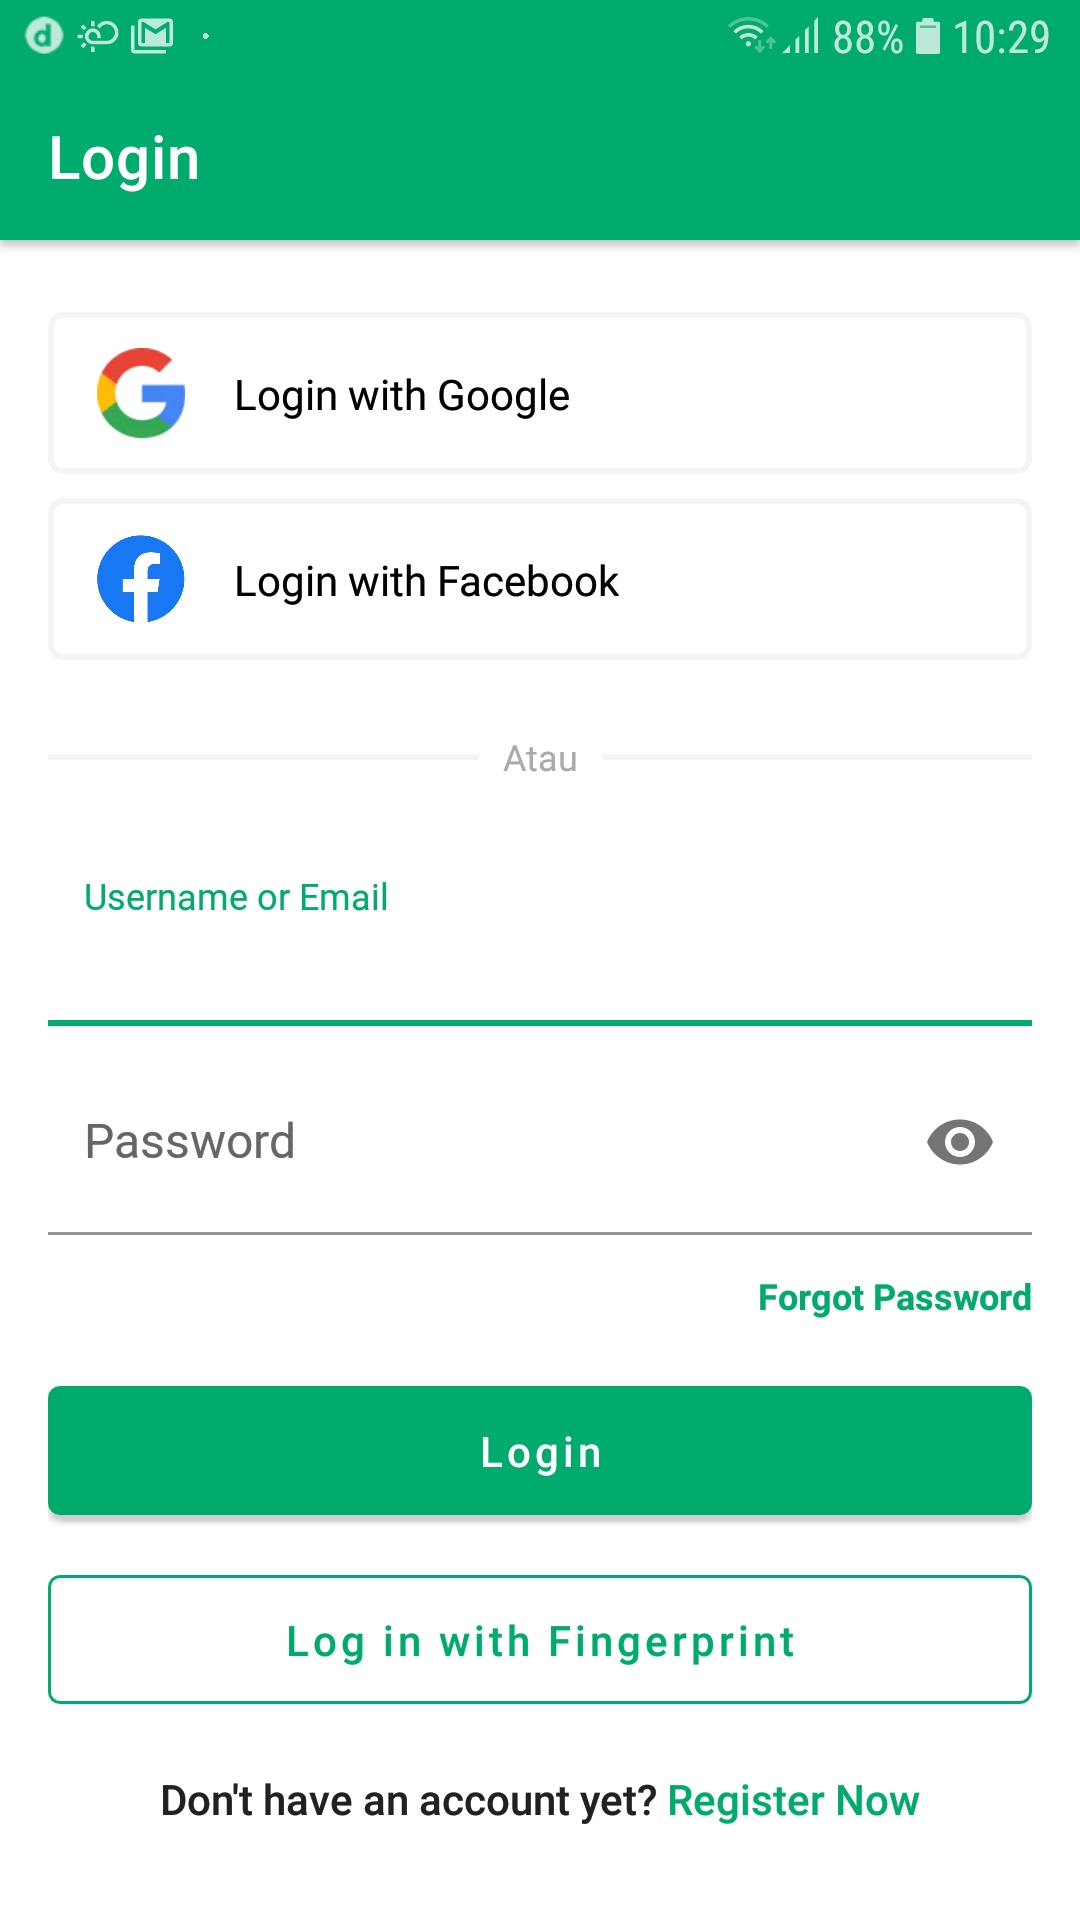 88% 10:29
Login
Login with Google
Login with Facebook
Atau
Username or Email
Password
Forgot Password
Login
Log in with Fingerprint
Don't have an account yet? Register Now